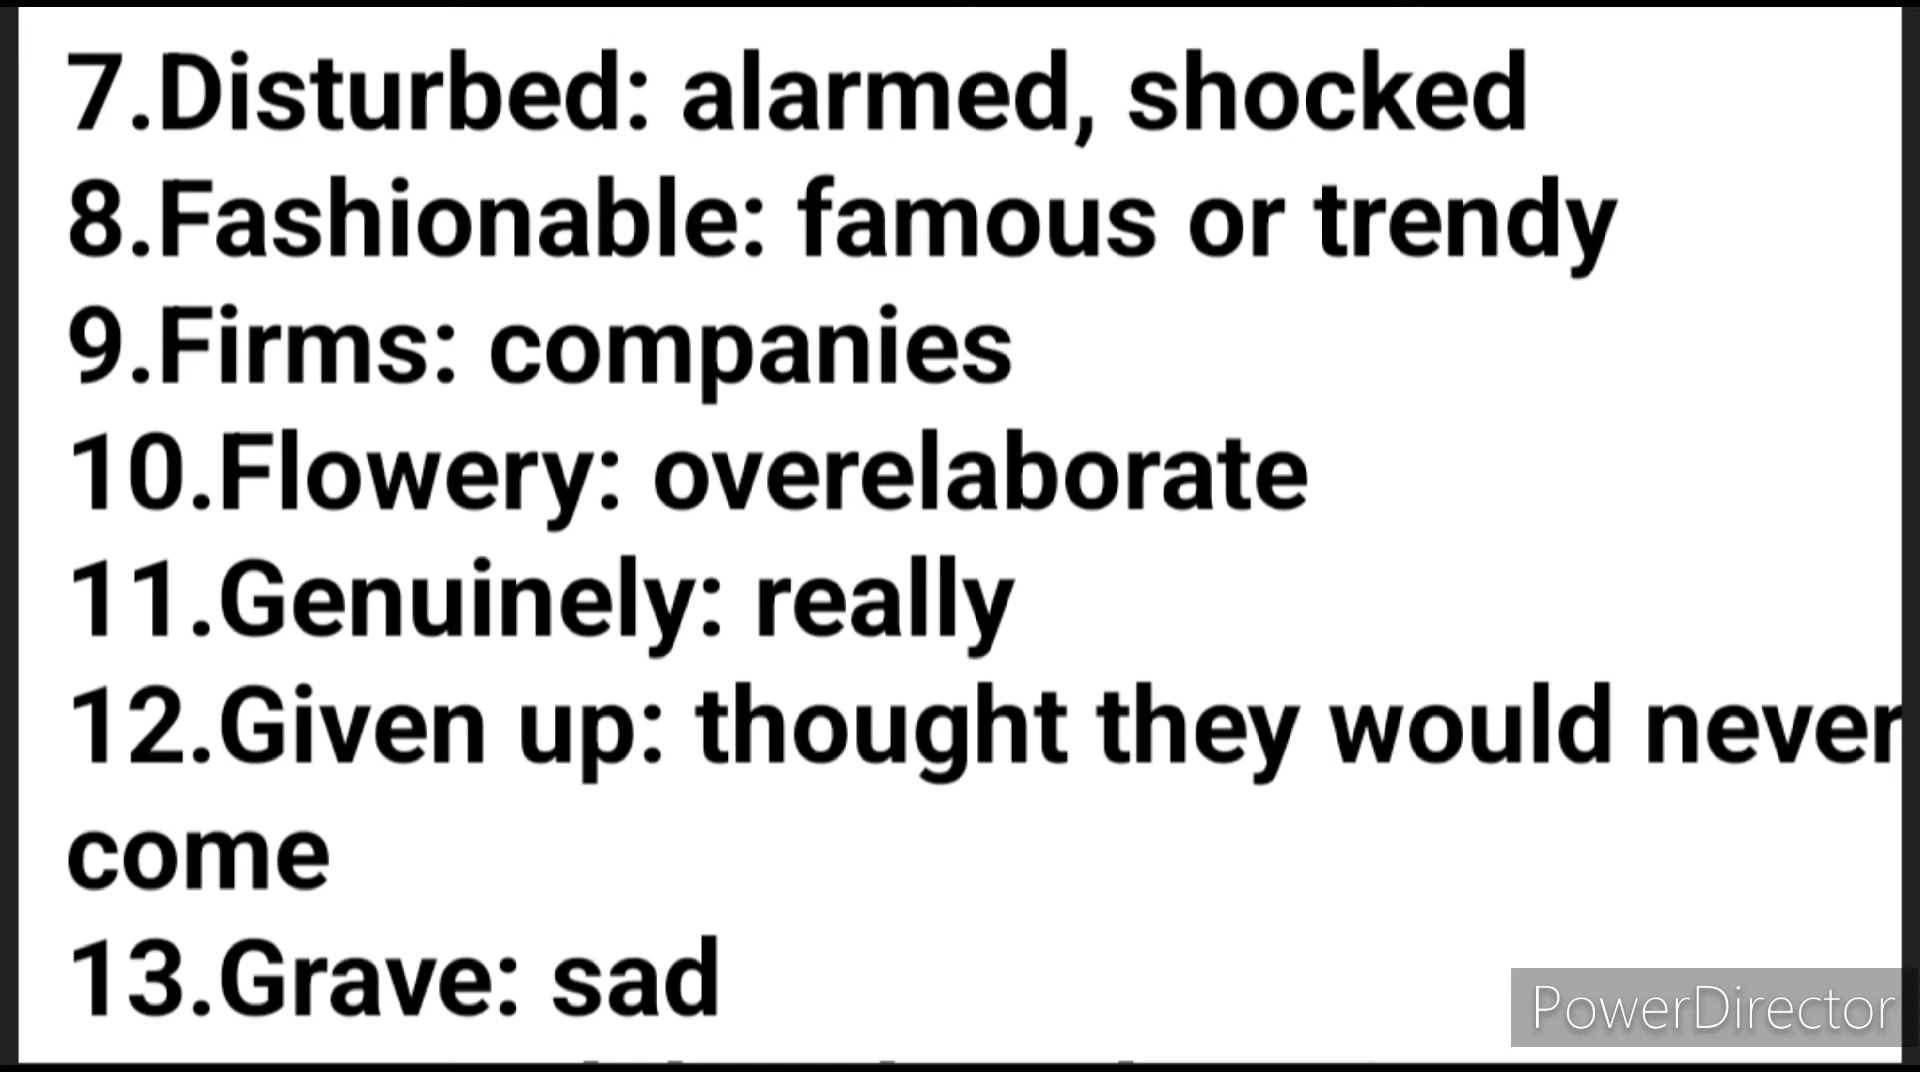 7.Disturbed: alarmed, shocked
8.Fashionable: famous or trendy
9.Firms: companies
10.Flowery: overelaborate
11.Genuinely: really
12.Given up: thought they would never
come
13.Grave: sad
PowerDirector